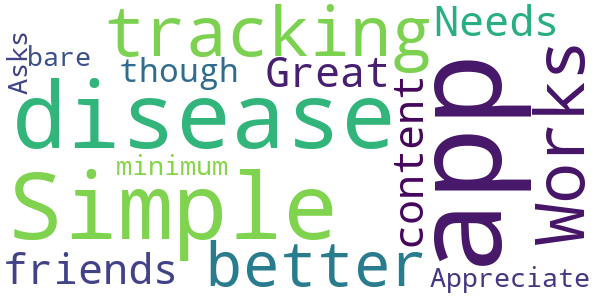 tracking
Needs
Asks
bare
though
Great
disease
content
app
Works
minimum
Simple
friends
better
Appreciate